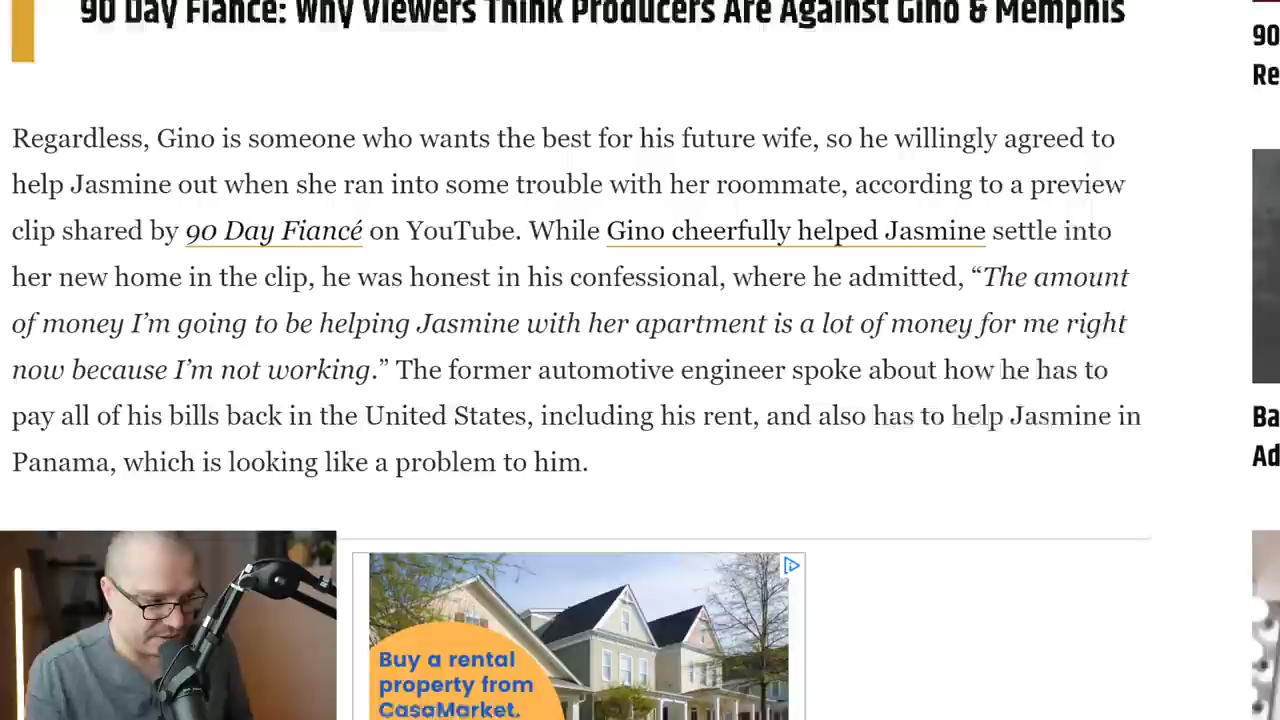 90 Day Fiancé: Why Viewers Think Producers Are Against Gino & Memphis
90
Re
Regardless, Gino is someone who wants the best for his future wife, so he willingly agreed to
help Jasmine out when she ran into some trouble with her roommate, according to a preview
clip shared by 90 Day Fiancé on YouTube. While Gino cheerfully helped Jasmine settle into
her new home in the clip, he was honest in his confessional, where he admitted, “The amount
of money I’m going to be helping Jasmine with her apartment is a lot of money for me right
now because I’m not working.” The former automotive engineer spoke about how he has to
pay all of his bills back in the United States, including his rent, and also has to help Jasmine in
Panama, which is looking like a problem to him.
Ba
Ad
Buy a rental
property from
CasaMarket.